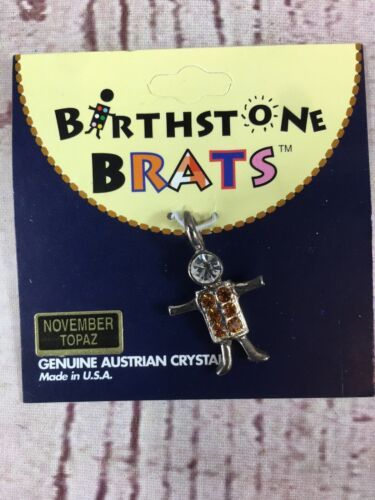 BIRTHSTONE
BRATS™
NOVEMBER
TOPAZ
GENUINE AUSTRIAN CRYSTAL
Made in U.S.A.